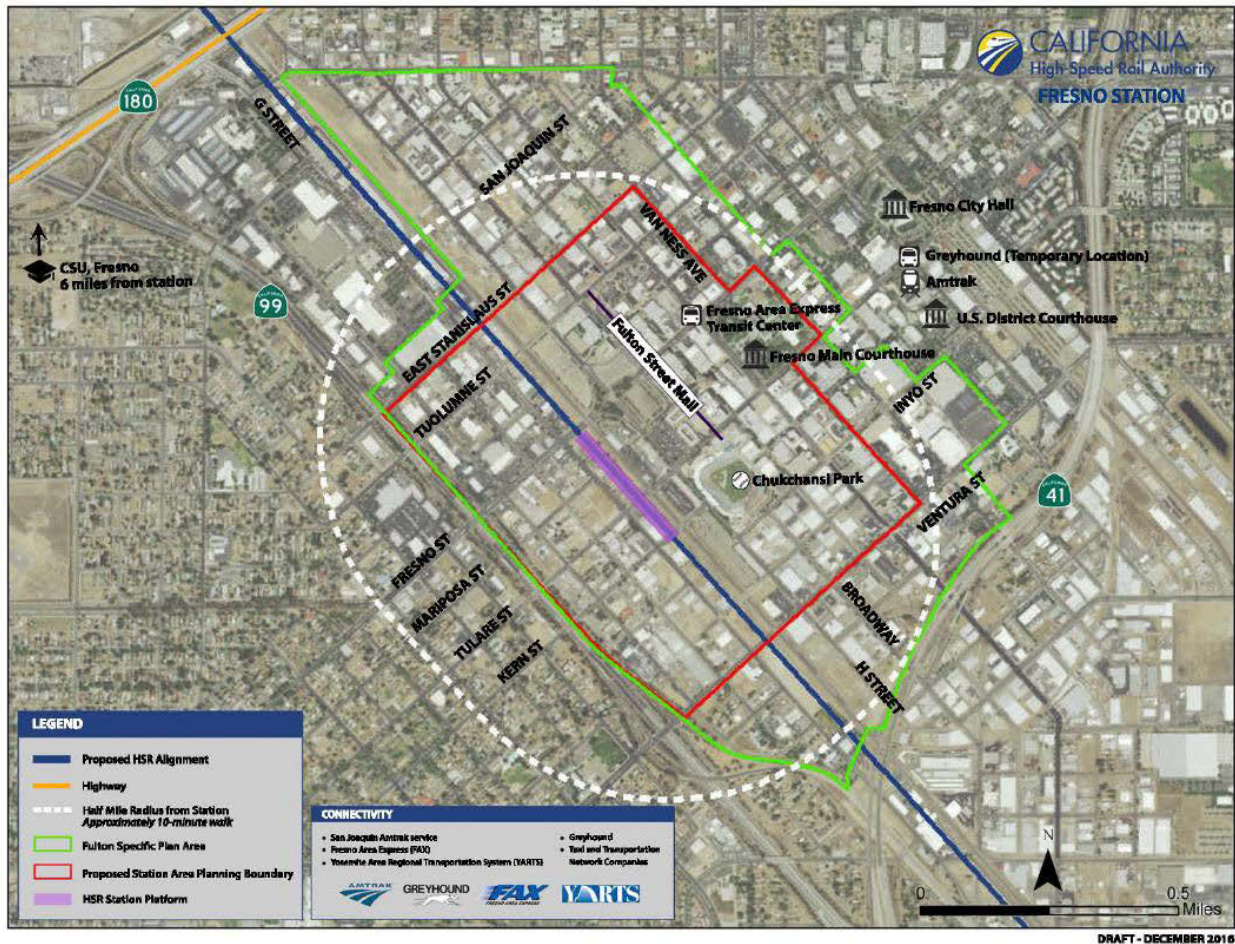 CALIFORNIA
High-Speed Rail Authority
FRESNO STATION
CALIFORNIA
180
G STREET
SAN JOAQUIN ST
VAN NESS AVE
Fresno City Hall
Greyhound (Temporary Location)
Amtrak
U.S. District Courthouse
CSU, Fresno
6 miles from station
CALIFORNIA
99
EAST STANISLAUS ST
TUOLUMNE ST
Fulton Street Mall
Fresno Area Express
Transit Center
Fresno Main Courthouse
INYO ST
Chukchansi Park
VENTURA ST
CALIFORNIA
41
FRESNO ST
MARIPOSA ST
TULARE ST
KERN ST
BROADWAY
H STREET
LEGEND
Proposed HSR Alignment
Highway
Half Mile Radius from Station
Approximately 10-minute walk
Fulton Specific Plan Area
Proposed Station Area Planning Boundary
HSR Station Platform
CONNECTIVITY
• San Joaquin Amtrak service
• Fresno Area Express (FAX)
• Yosemite Area Regional Transportation System (YARTS)
• Greyhound
• Taxi and Transportation
Network Companies
AMTRAK
GREYHOUND
FAX
FRESNO AREA EXPRESS
YARTS
N
0 0.5
Miles
DRAFT - DECEMBER 2016